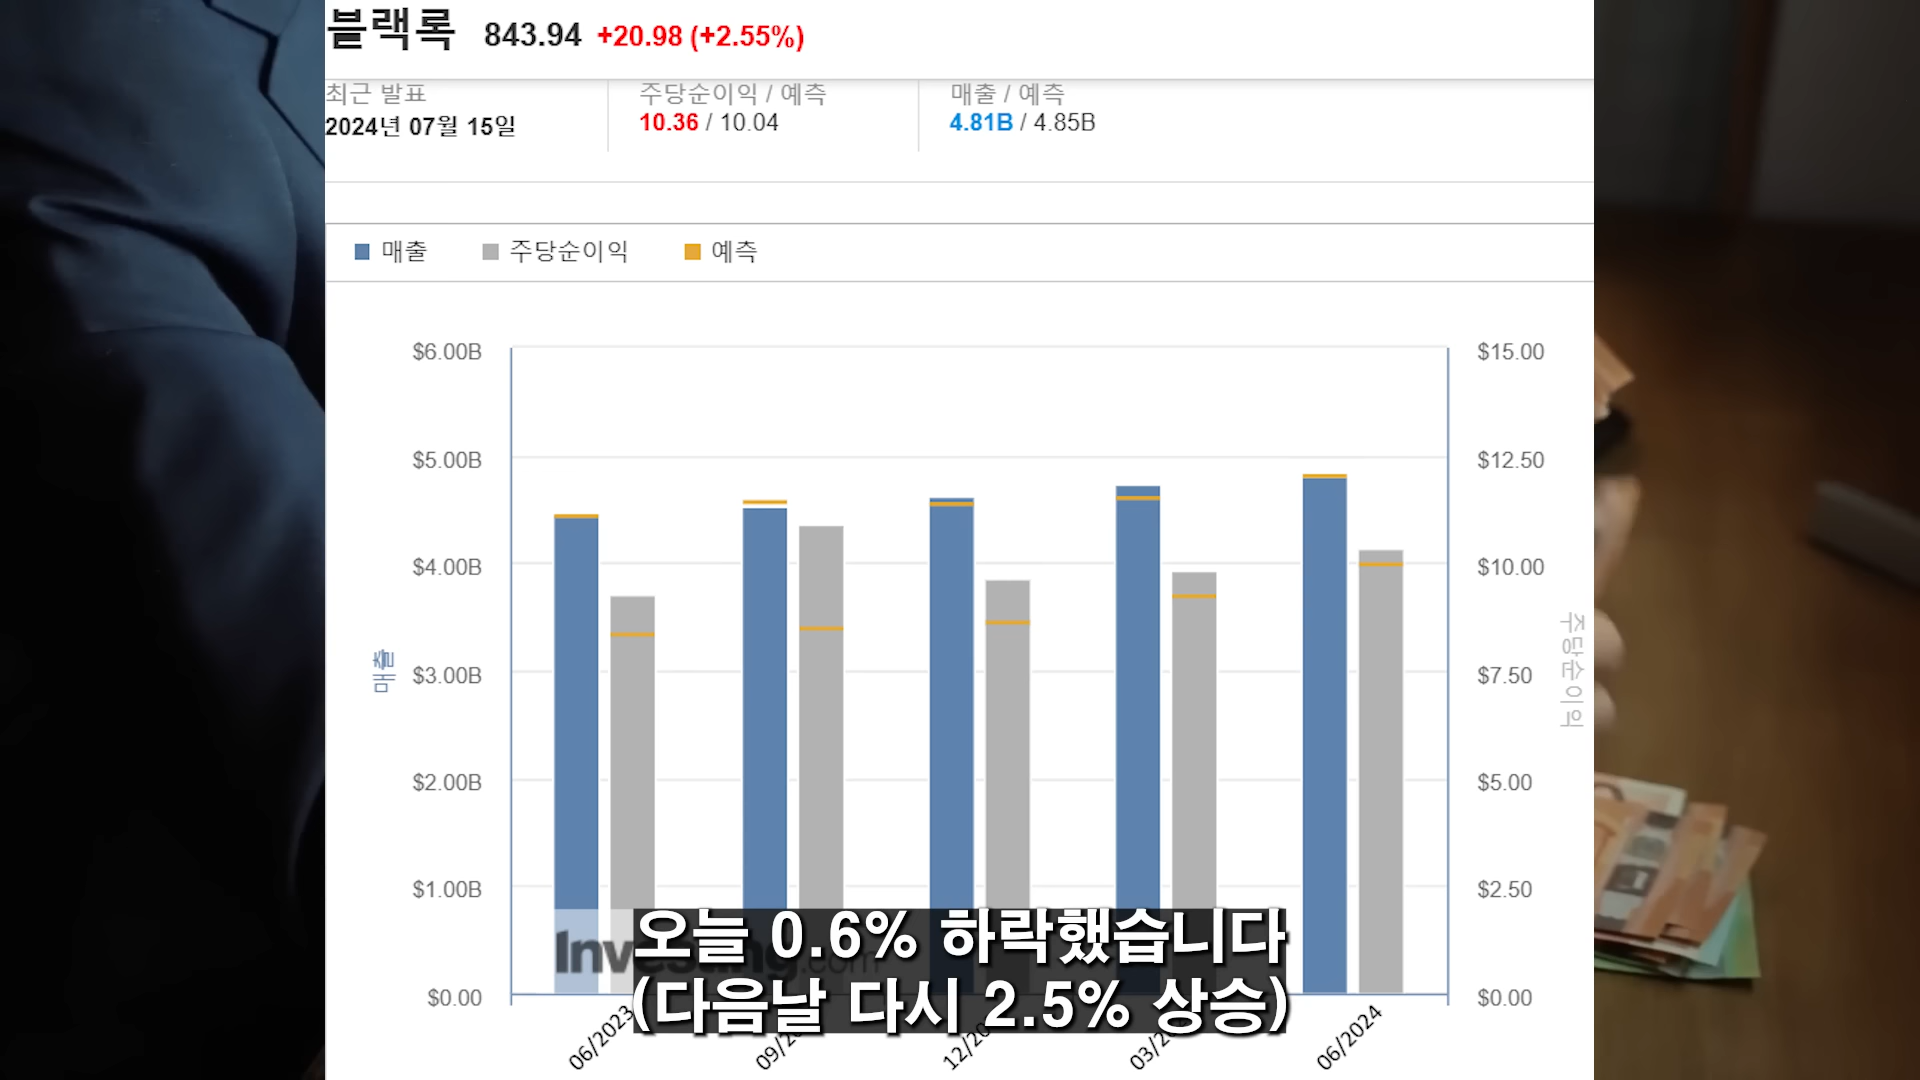 블랙록 843.94 +20.98 (+2.55%)
최근 발표 주당순이익 / 예측 매출 / 예측
2024년 07월 15일 10.36 / 10.04 4.81B / 4.85B
매출 주당순이익 예측
$6.00B $15.00
$5.00B $12.50
$4.00B $10.00
$3.00B $7.50
$2.00B $5.00
$1.00B $2.50
$0.00 $0.00
매출
주당순이익
오늘 0.6% 하락했습니다
(다음날 다시 2.5% 상승)
Investing.com
06/2023 06/2024